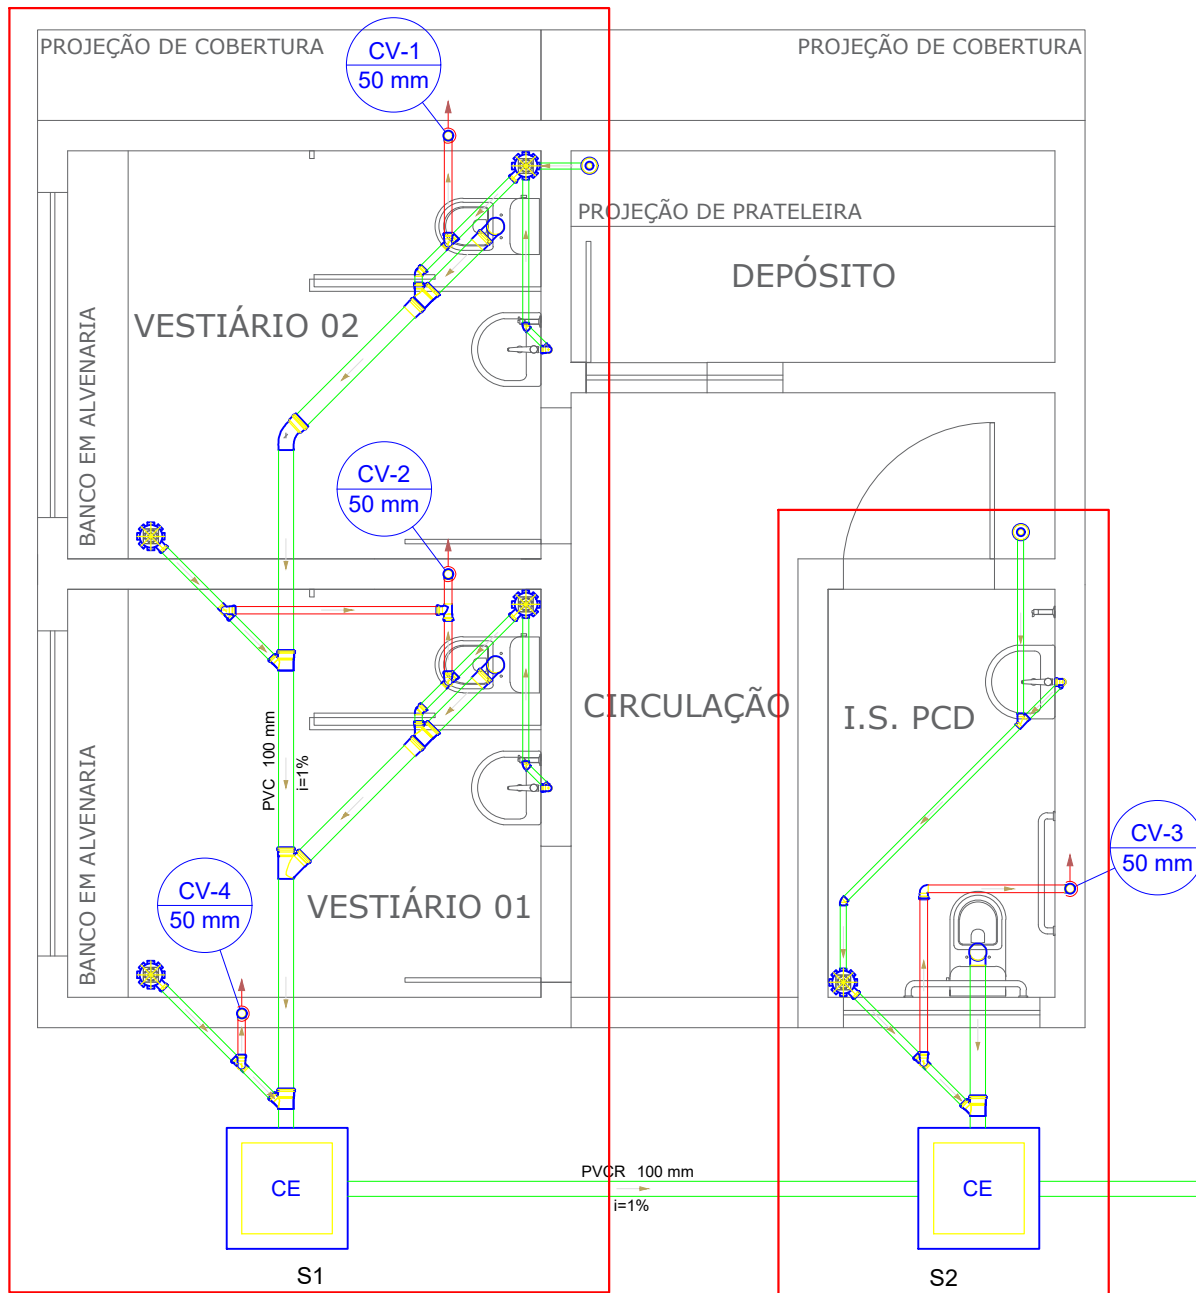 PROJEÇÃO DE COBERTURA
CV-1
50 mm
PROJEÇÃO DE COBERTURA
PROJEÇÃO DE PRATELEIRA
DEPÓSITO
VESTIÁRIO 02
BANCO EM ALVENARIA
CV-2
50 mm
CIRCULAÇÃO
I.S. PCD
PVC 100 mm
i=1%
BANCO EM ALVENARIA
CV-3
50 mm
CV-4
50 mm
VESTIÁRIO 01
PVCR 100 mm
i=1%
CE
CE
S1
S2